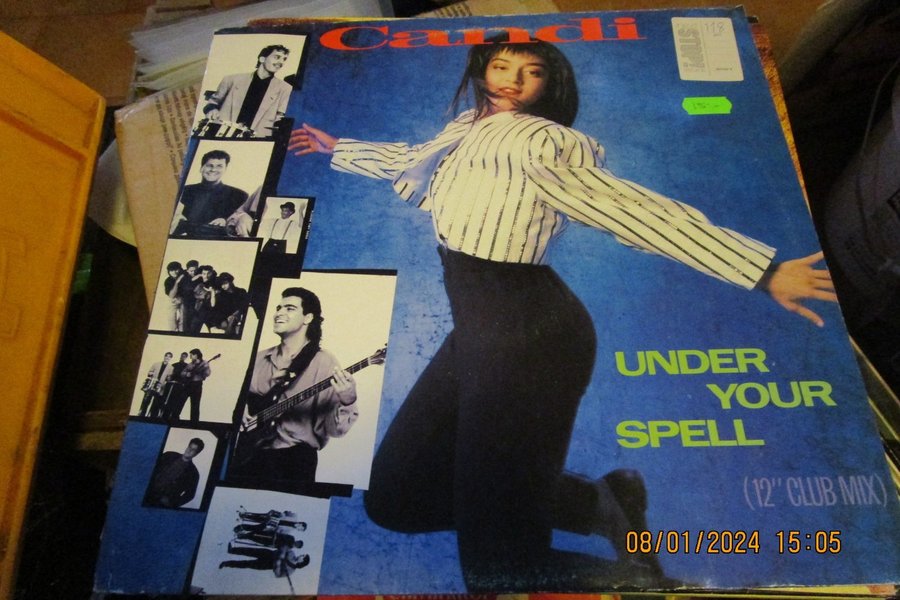 Candi
UNDER
YOUR
SPELL
(12" CLUB MIX)
08/01/2024 15:05